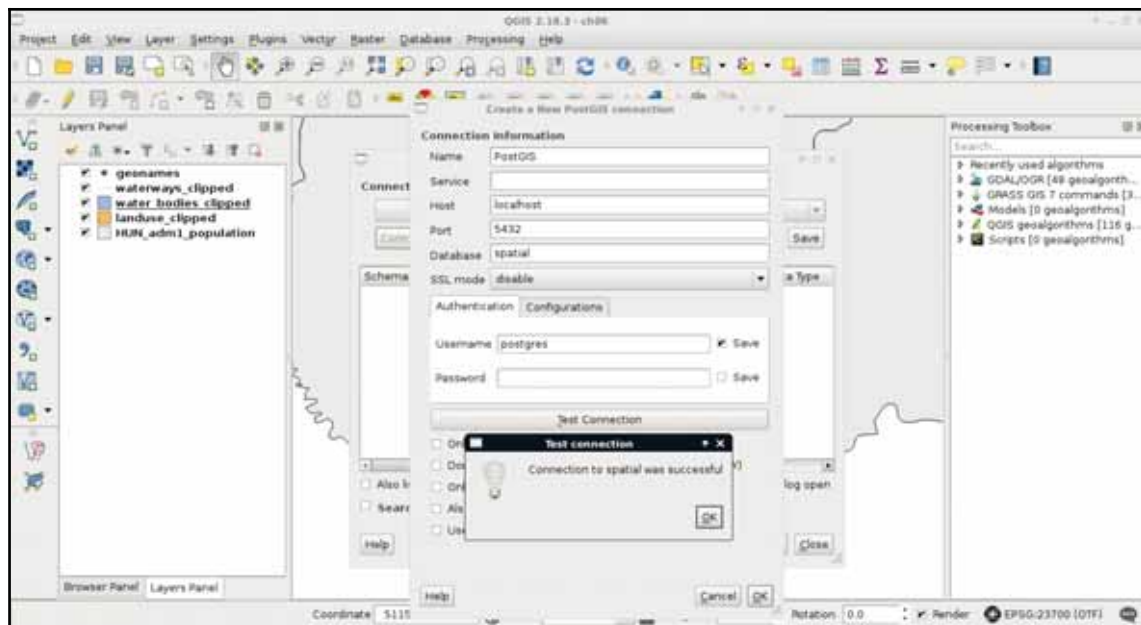 QGIS 2.18.3 - ch06
Project Edit View Layer Settings Plugins Vector Raster Database Processing Help
Layers Panel
geonames
waterways_clipped
water_bodies_clipped
landuse_clipped
HUN_adm1_population
Browser Panel Layers Panel
Connect
Schema
Save
a Type
Also
Sear
log open
Help
Close
Create a New PostGIS connection
Connection Information
Name PostGIS
Service
Host localhost
Port 5432
Database spatial
SSL mode disable
Authentication Configurations
Username postgres Save
Password Save
Test Connection
Test connection
Connection to spatial was successful
OK
Help Cancel OK
Processing Toolbox
Search...
Recently used algorithms
GDAL/OGR [48 geoalgorith...
GRASS GIS 7 commands [3...
Models [0 geoalgorithms]
QGIS geoalgorithms [116 g...
Scripts [0 geoalgorithms]
Coordinate 5115 Rotation 0.0 Render EPSG:23700 (OTF)